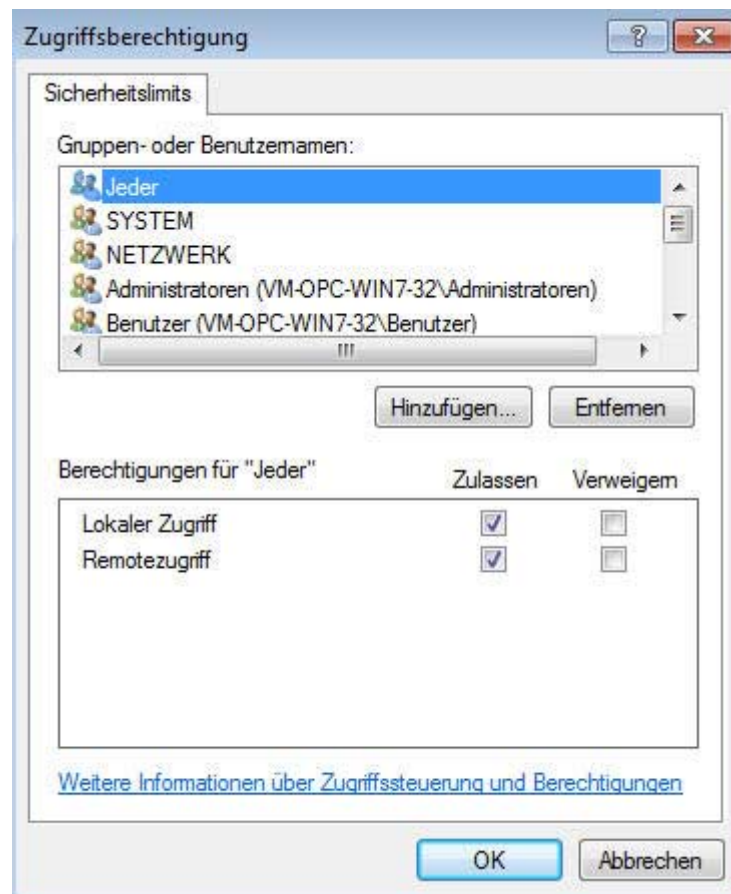 Zugriffsberechtigung
Sicherheitslimits
Gruppen- oder Benutzernamen:
Jeder
SYSTEM
NETZWERK
Administratoren (VM-OPC-WIN7-32\Administratoren)
Benutzer (VM-OPC-WIN7-32\Benutzer)
Hinzufügen... Entfernen
Berechtigungen für "Jeder" Zulassen Verweigern
Lokaler Zugriff
Remotezugriff
Weitere Informationen über Zugriffssteuerung und Berechtigungen
OK Abbrechen